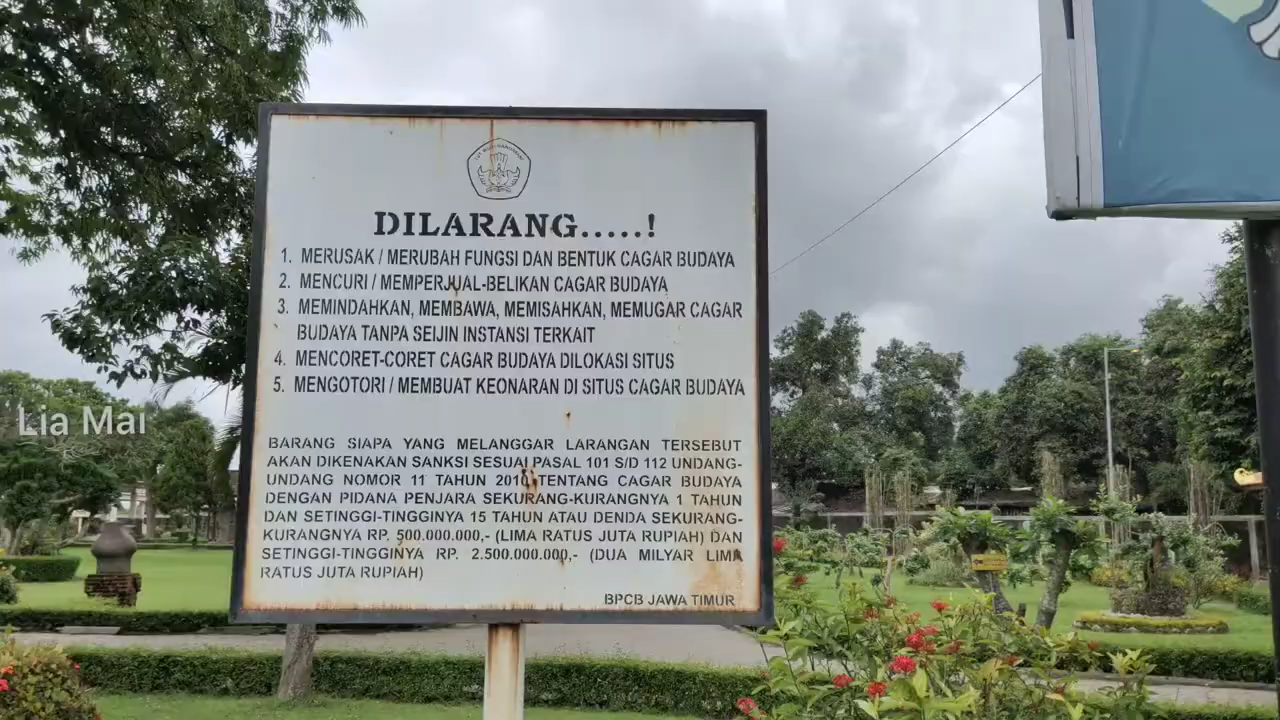 DILARANG.....!
1. MERUSAK / MERUBAH FUNGSI DAN BENTUK CAGAR BUDAYA
2. MENCURI / MEMPERJUAL-BELIKAN CAGAR BUDAYA
3. MEMINDAHKAN, MEMBAWA, MEMISAHKAN, MEMUGAR CAGAR
BUDAYA TANPA SEIJIN INSTANSI TERKAIT
4. MENCORET-CORET CAGAR BUDAYA DILOKASI SITUS
5. MENGOTORI / MEMBUAT KEONARAN DI SITUS CAGAR BUDAYA
BARANG SIAPA YANG MELANGGAR LARANGAN TERSEBUT
AKAN DIKENAKAN SANKSI SESUAI PASAL 101 S/D 112 UNDANG-
UNDANG NOMOR 11 TAHUN 2010 TENTANG CAGAR BUDAYA
DENGAN PIDANA PENJARA SEKURANG-KURANGNYA 1 TAHUN
DAN SETINGGI-TINGGINYA 15 TAHUN ATAU DENDA SEKURANG-
KURANGNYA RP. 500.000.000,- (LIMA RATUS JUTA RUPIAH) DAN
SETINGGI-TINGGINYA RP. 2.500.000.000,- (DUA MILYAR LIMA
RATUS JUTA RUPIAH)
BPCB JAWA TIMUR
Lia Mai